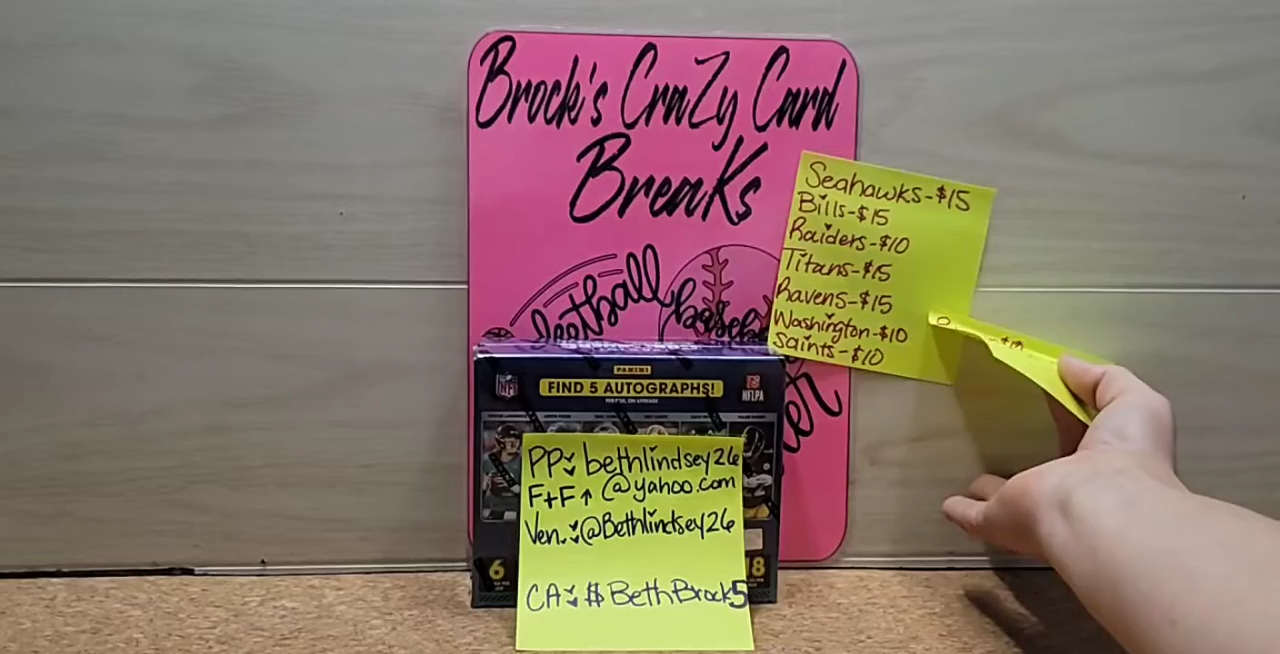 Brock's CraZy Card
Breaks
football
Seahawks-$15
Bills-$15
Raiders-$10
Titans-$15
Ravens-$15
Washington-$10
Saints-$10
PANINI
NFL
FIND 5 AUTOGRAPHS!
NFLPA
PP: bethlindsey26
F+F↑ @yahoo.com
Ven.: @Bethlindsey26
CA: $BethBrock5
6
18